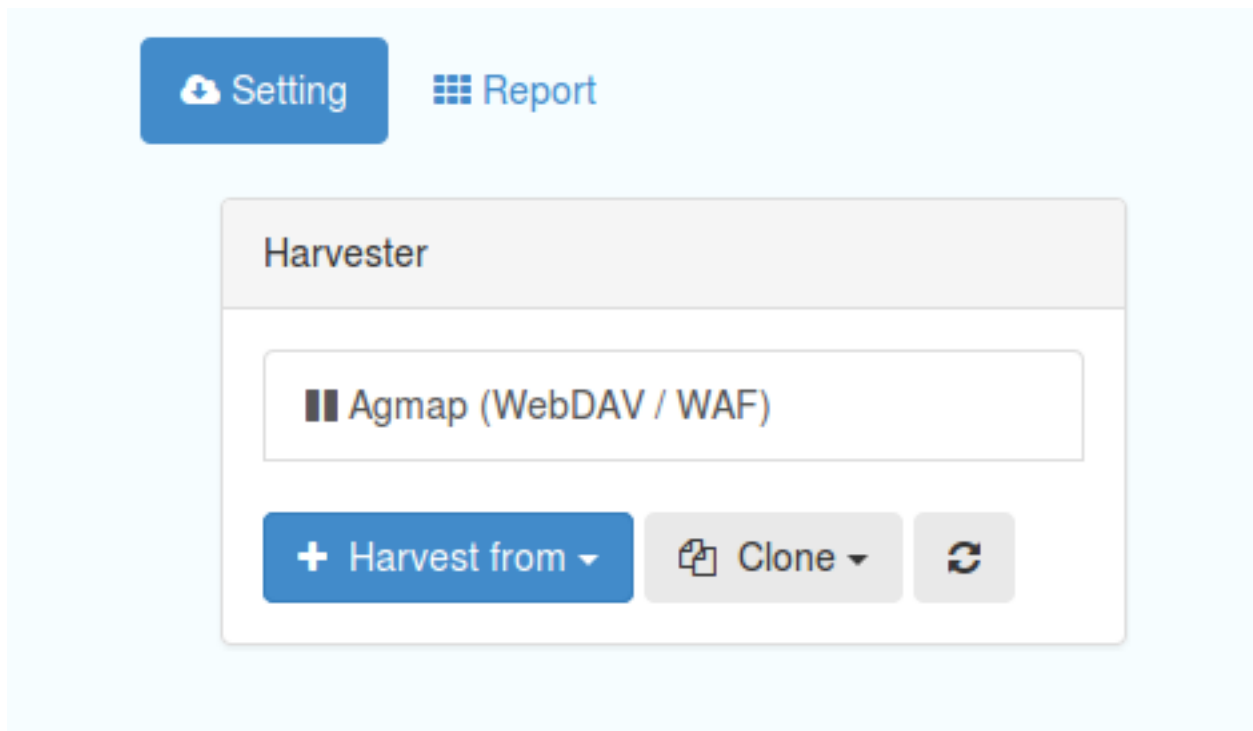 Setting Report
Harvester
Agmap (WebDAV / WAF)
Harvest from Clone